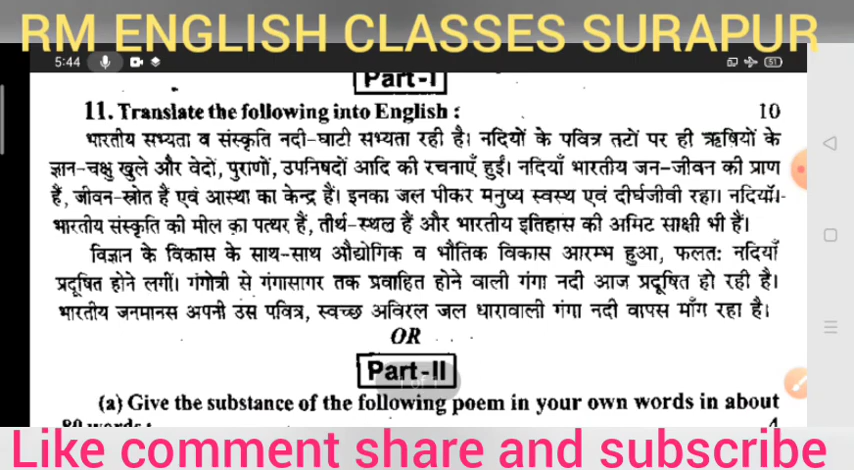 RM ENGLISH CLASSES SURAPUR
5:44
51
Part-I
11. Translate the following into English : 10
भारतीय सभ्यता व संस्कृति नदी-घाटी सभ्यता रही है। नदियों के पवित्र तटों पर ही ऋषियों के
ज्ञान-चक्षु खुले और वेदों, पुराणों, उपनिषदों आदि की रचनाएँ हुईं। नदियाँ भारतीय जन-जीवन की प्राण
हैं, जीवन-स्रोत हैं एवं आस्था का केन्द्र हैं। इनका जल पीकर मनुष्य स्वस्थ एवं दीर्घजीवी रहा। नदियाँ
भारतीय संस्कृति की मील का पत्थर हैं, तीर्थ-स्थल हैं और भारतीय इतिहास की अमिट साक्षी भी हैं।
विज्ञान के विकास के साथ-साथ औद्योगिक व भौतिक विकास आरम्भ हुआ, फलतः नदियाँ
प्रदूषित होने लगीं। गंगोत्री से गंगासागर तक प्रवाहित होने वाली गंगा नदी आज प्रदूषित हो रही है।
भारतीय जनमानस अपनी उस पवित्र, स्वच्छ अविरल जल धारावाली गंगा नदी वापस माँग रहा है।
OR
Part-II
(a) Give the substance of the following poem in your own words in about
80 words : 4
Like comment share and subscribe